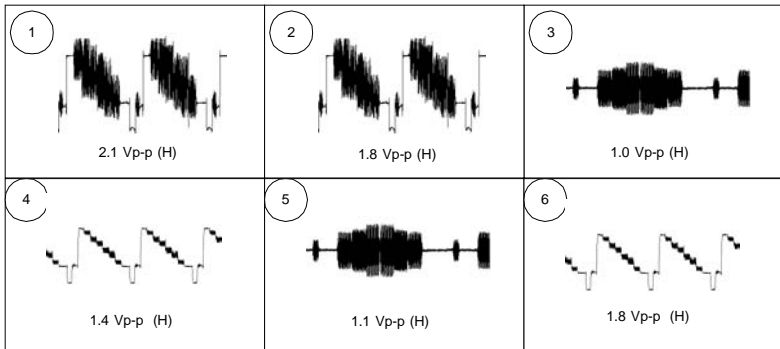 1
2
3
2.1 Vp-p (H)
1.8 Vp-p (H)
1.0 Vp-p (H)
4
5
6
1.4 Vp-p (H)
1.1 Vp-p (H)
1.8 Vp-p (H)